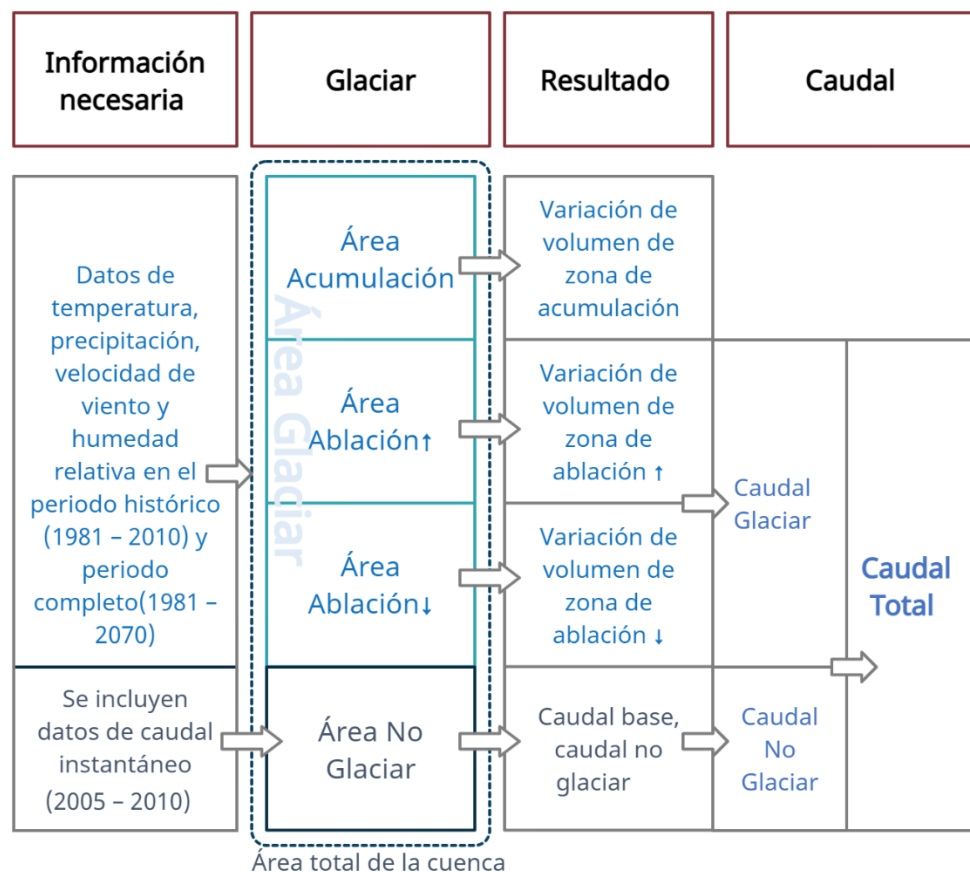 Información
necesaria
Glaciar
Resultado
Caudal
Datos de
temperatura,
precipitación,
velocidad de
viento y
humedad
relativa en el
periodo histórico
(1981 – 2010) y
periodo
completo(1981 –
2070)
Se incluyen
datos de caudal
instantáneo
(2005 – 2010)
Área Glaciar
Área
Acumulación
Área
Ablación↑
Área
Ablación↓
Área No
Glaciar
Variación de
volumen de
zona de
acumulación
Variación de
volumen de
zona de
ablación ↑
Variación de
volumen de
zona de
ablación ↓
Caudal base,
caudal no
glaciar
Caudal
Glaciar
Caudal
No
Glaciar
Caudal
Total
Área total de la cuenca